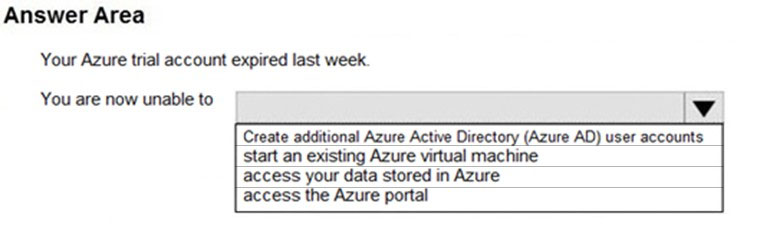 Answer Area
Your Azure trial account expired last week.
You are now unable to
Create additional Azure Active Directory (Azure AD) user accounts
start an existing Azure virtual machine
access your data stored in Azure
access the Azure portal